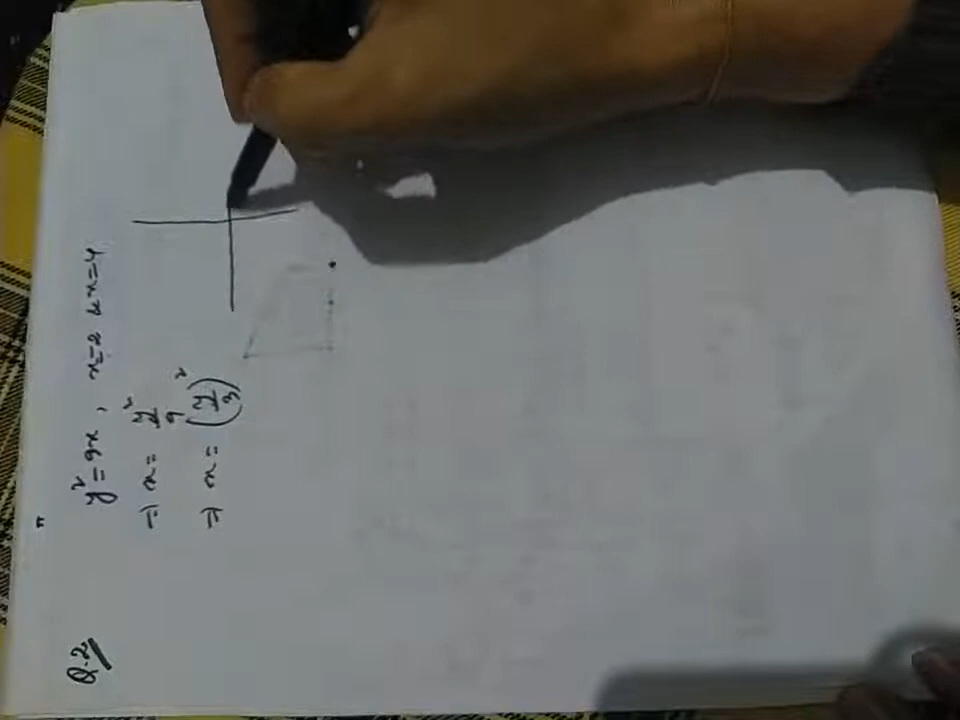 Q.2
y² = 9x, x=2 & x=4
⇒ x = y²/9
⇒ x = (y/3)²